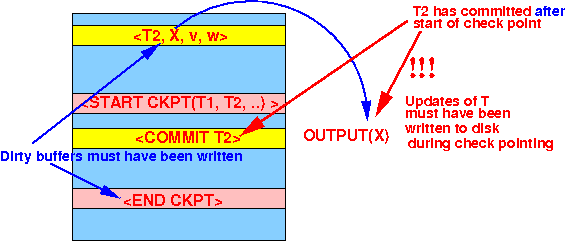 T2 has committed after
start of check point
<T2, X, v, w>
!!!
<START CKPT(T1, T2, ..) >
Updates of T
must have been
written to disk
during check pointing
<COMMIT T2>
OUTPUT(X)
Dirty buffers must have been written
<END CKPT>